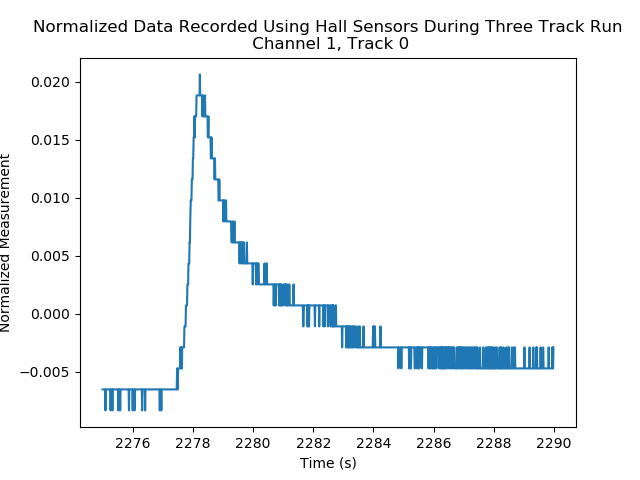 Normalized Data Recorded Using Hall Sensors During Three Track Run
Channel 1, Track 0
Normalized Measurement
0.020
0.015
0.010
0.005
0.000
−0.005
2276 2278 2280 2282 2284 2286 2288 2290
Time (s)